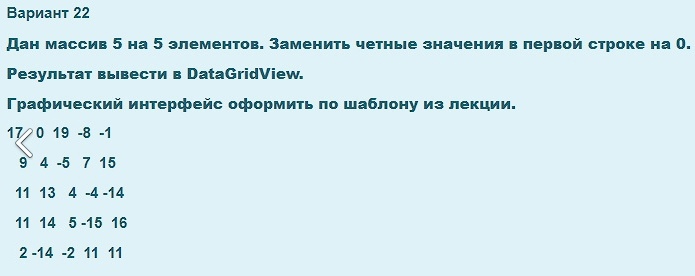 Вариант 22
Дан массив 5 на 5 элементов. Заменить четные значения в первой строке на 0.
Результат вывести в DataGridView.
Графический интерфейс оформить по шаблону из лекции.
17 0 19 -8 -1
9 4 -5 7 15
11 13 4 -4 -14
11 14 5 -15 16
2 -14 -2 11 11